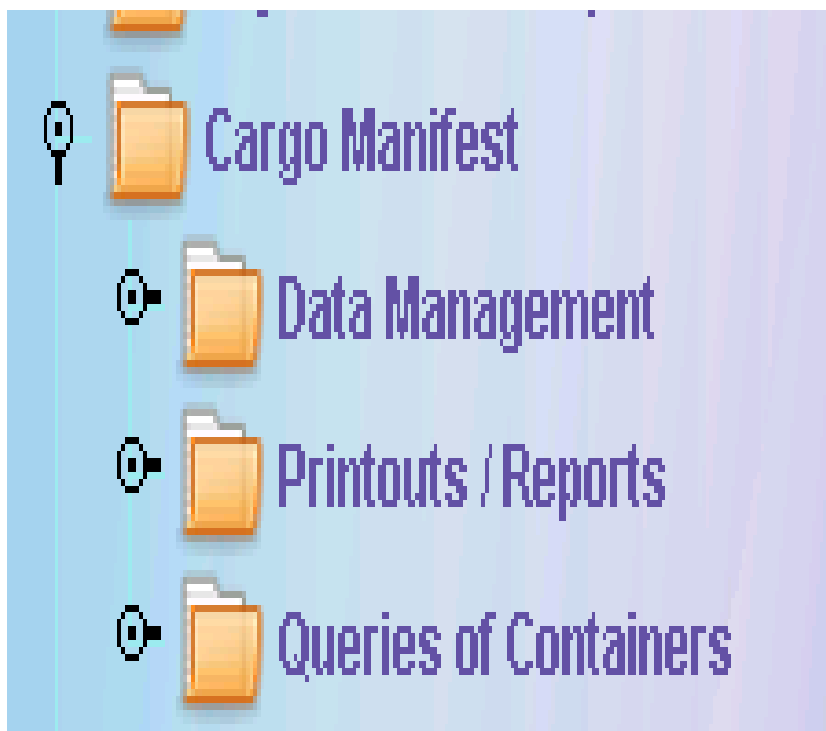 Cargo Manifest
Data Management
Printouts / Reports
Queries of Containers